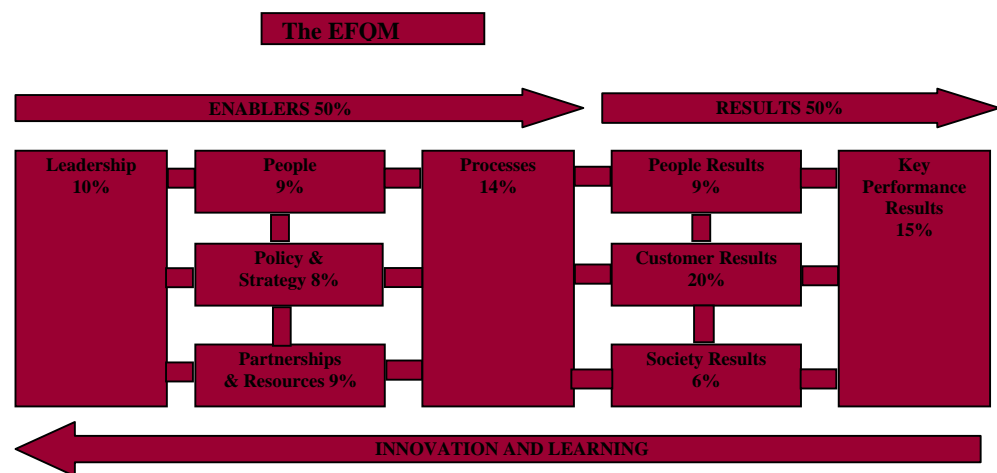 The EFQM
ENABLERS 50%
RESULTS 50%
Leadership
10%
People
9%
Policy &
Strategy 8%
Partnerships
& Resources 9%
Processes
14%
People Results
9%
Customer Results
20%
Society Results
6%
Key
Performance
Results
15%
INNOVATION AND LEARNING